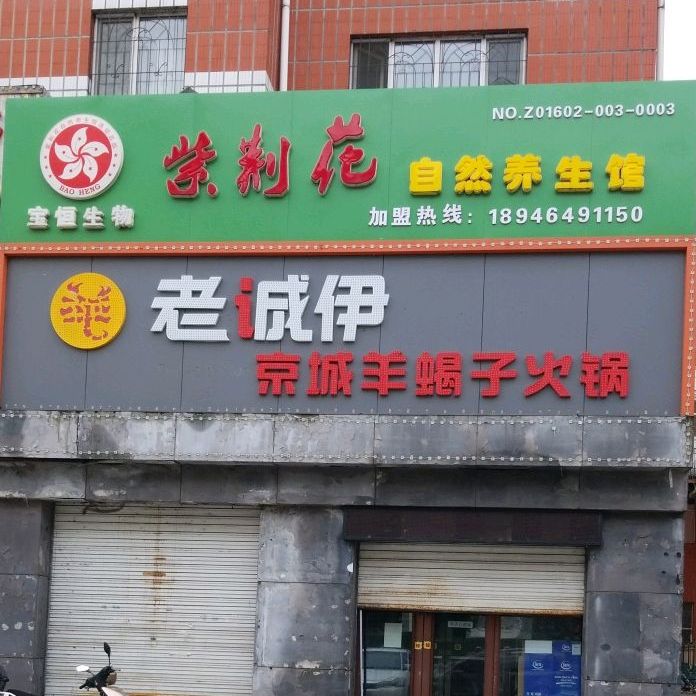 NO.Z01602-003-0003
紫荆花 自然养生馆
BAO HENG
宝恒生物
加盟热线：18946491150
老诚伊
京城羊蝎子火锅